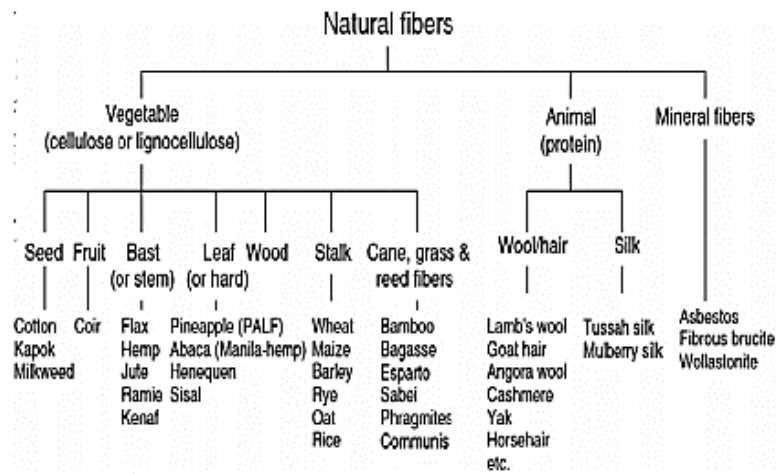 Natural fibers
Vegetable
(cellulose or lignocellulose)
Animal
(protein)
Mineral fibers
Seed
Fruit
Bast
(or stem)
Leaf
(or hard)
Wood
Stalk
Cane, grass &
reed fibers
Wool/hair
Silk
Cotton
Kapok
Milkweed
Coir
Flax
Hemp
Jute
Ramie
Kenaf
Pineapple (PALF)
Abaca (Manila-hemp)
Henequen
Sisal
Wheat
Maize
Barley
Rye
Oat
Rice
Bamboo
Bagasse
Esparto
Sabei
Phragmites
Communis
Lamb's wool
Goat hair
Angora wool
Cashmere
Yak
Horsehair
etc.
Tussah silk
Mulberry silk
Asbestos
Fibrous brucite
Wollastonite